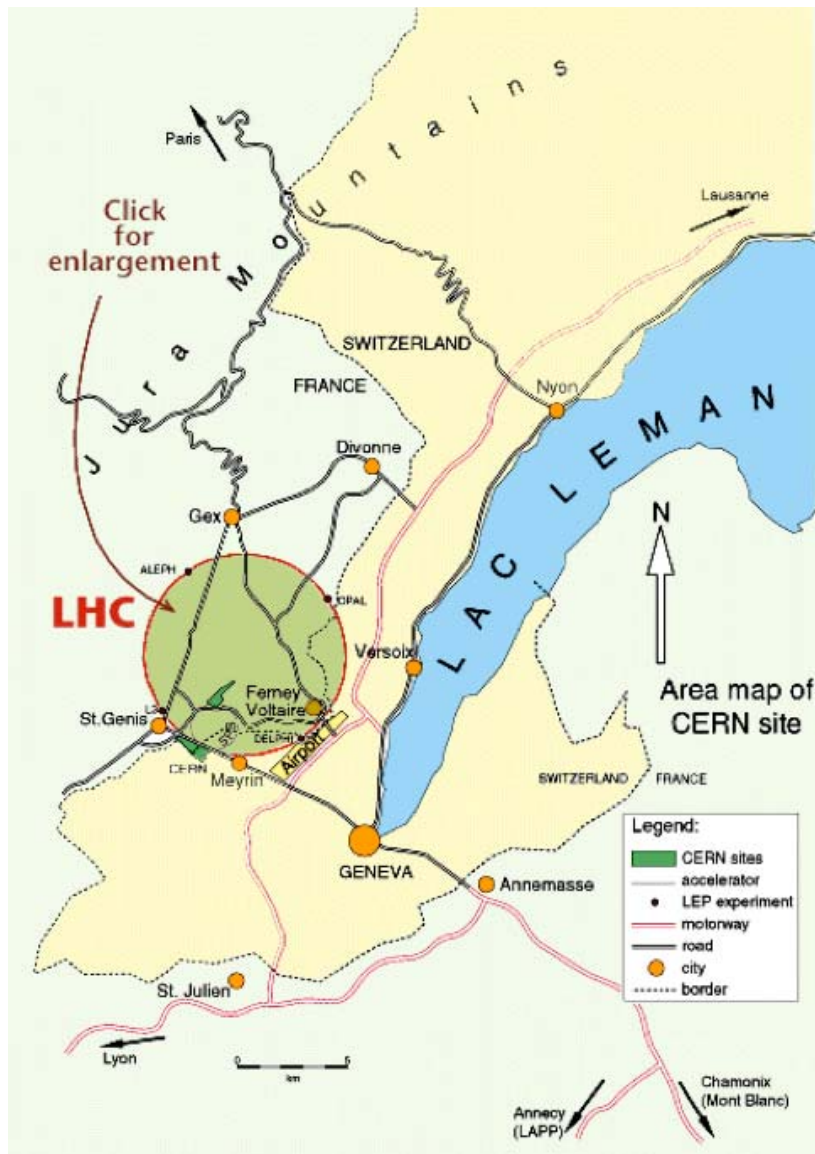 Jura Mountains
Paris
Click
for
enlargement
Lausanne
SWITZERLAND
FRANCE
Nyon
Divonne
LAC LEMAN
Gex
N
ALEPH
OPAL
LHC
Versoix
Area map of
CERN site
Ferney
Voltaire
L3
St.Genis
SPS
DELPHI
Airport
CERN
Meyrin
SWITZERLAND
FRANCE
GENEVA
Annemasse
Legend:
CERN sites
accelerator
LEP experiment
motorway
road
city
border
St. Julien
Lyon
0 5
km
Chamonix
(Mont Blanc)
Annecy
(LAPP)